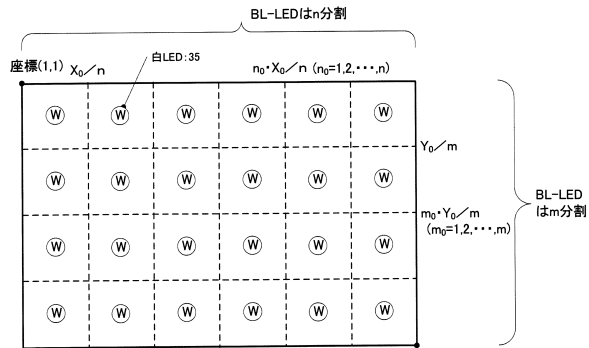 BL-LEDはn分割
座標(1,1)
X₀／n
白LED:35
n₀・X₀／n (n₀=1,2,・・・,n)
W W W W W W
Y₀／m
W W W W W W
m₀・Y₀／m
(m₀=1,2,・・・,m)
BL-LED
はm分割
W W W W W W
W W W W W W